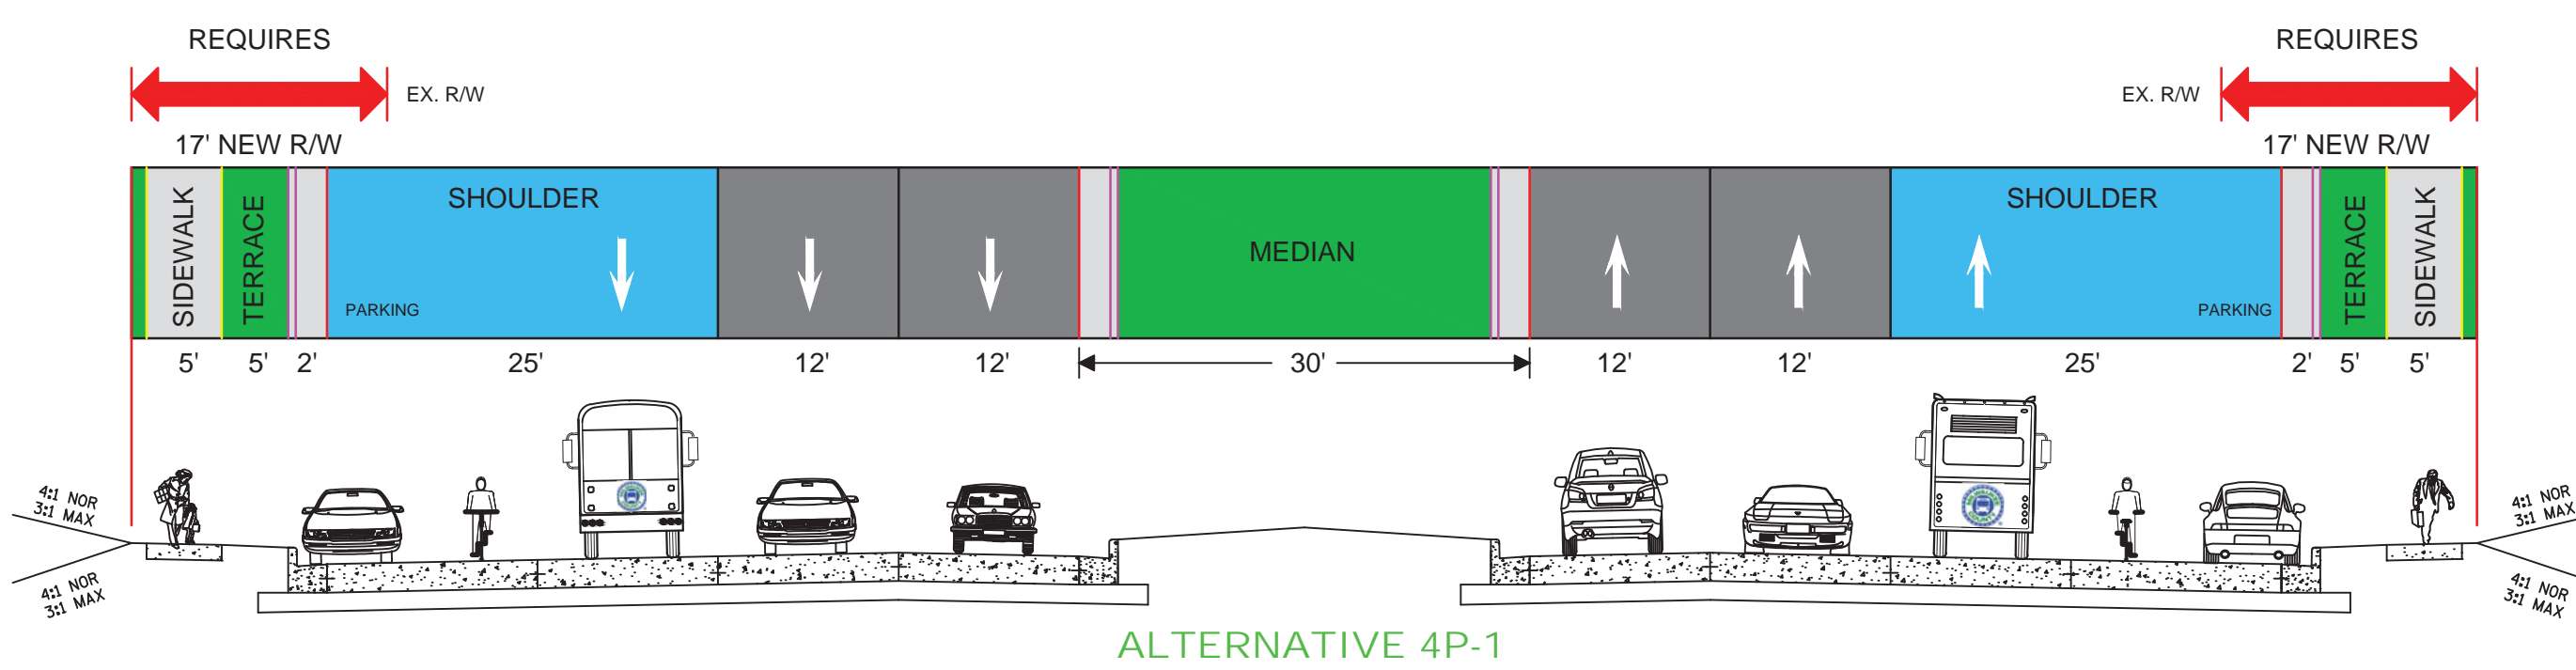 REQUIRES
REQUIRES
EX. R/W
EX. R/W
17' NEW R/W
17' NEW R/W
SIDEWALK
TERRACE
SHOULDER
PARKING
MEDIAN
SHOULDER
PARKING
TERRACE
SIDEWALK
5' 5' 2' 25' 12' 12' 30' 12' 12' 25' 2' 5' 5'
4:1 NOR
3:1 MAX
4:1 NOR
3:1 MAX
4:1 NOR
3:1 MAX
4:1 NOR
3:1 MAX
ALTERNATIVE 4P-1